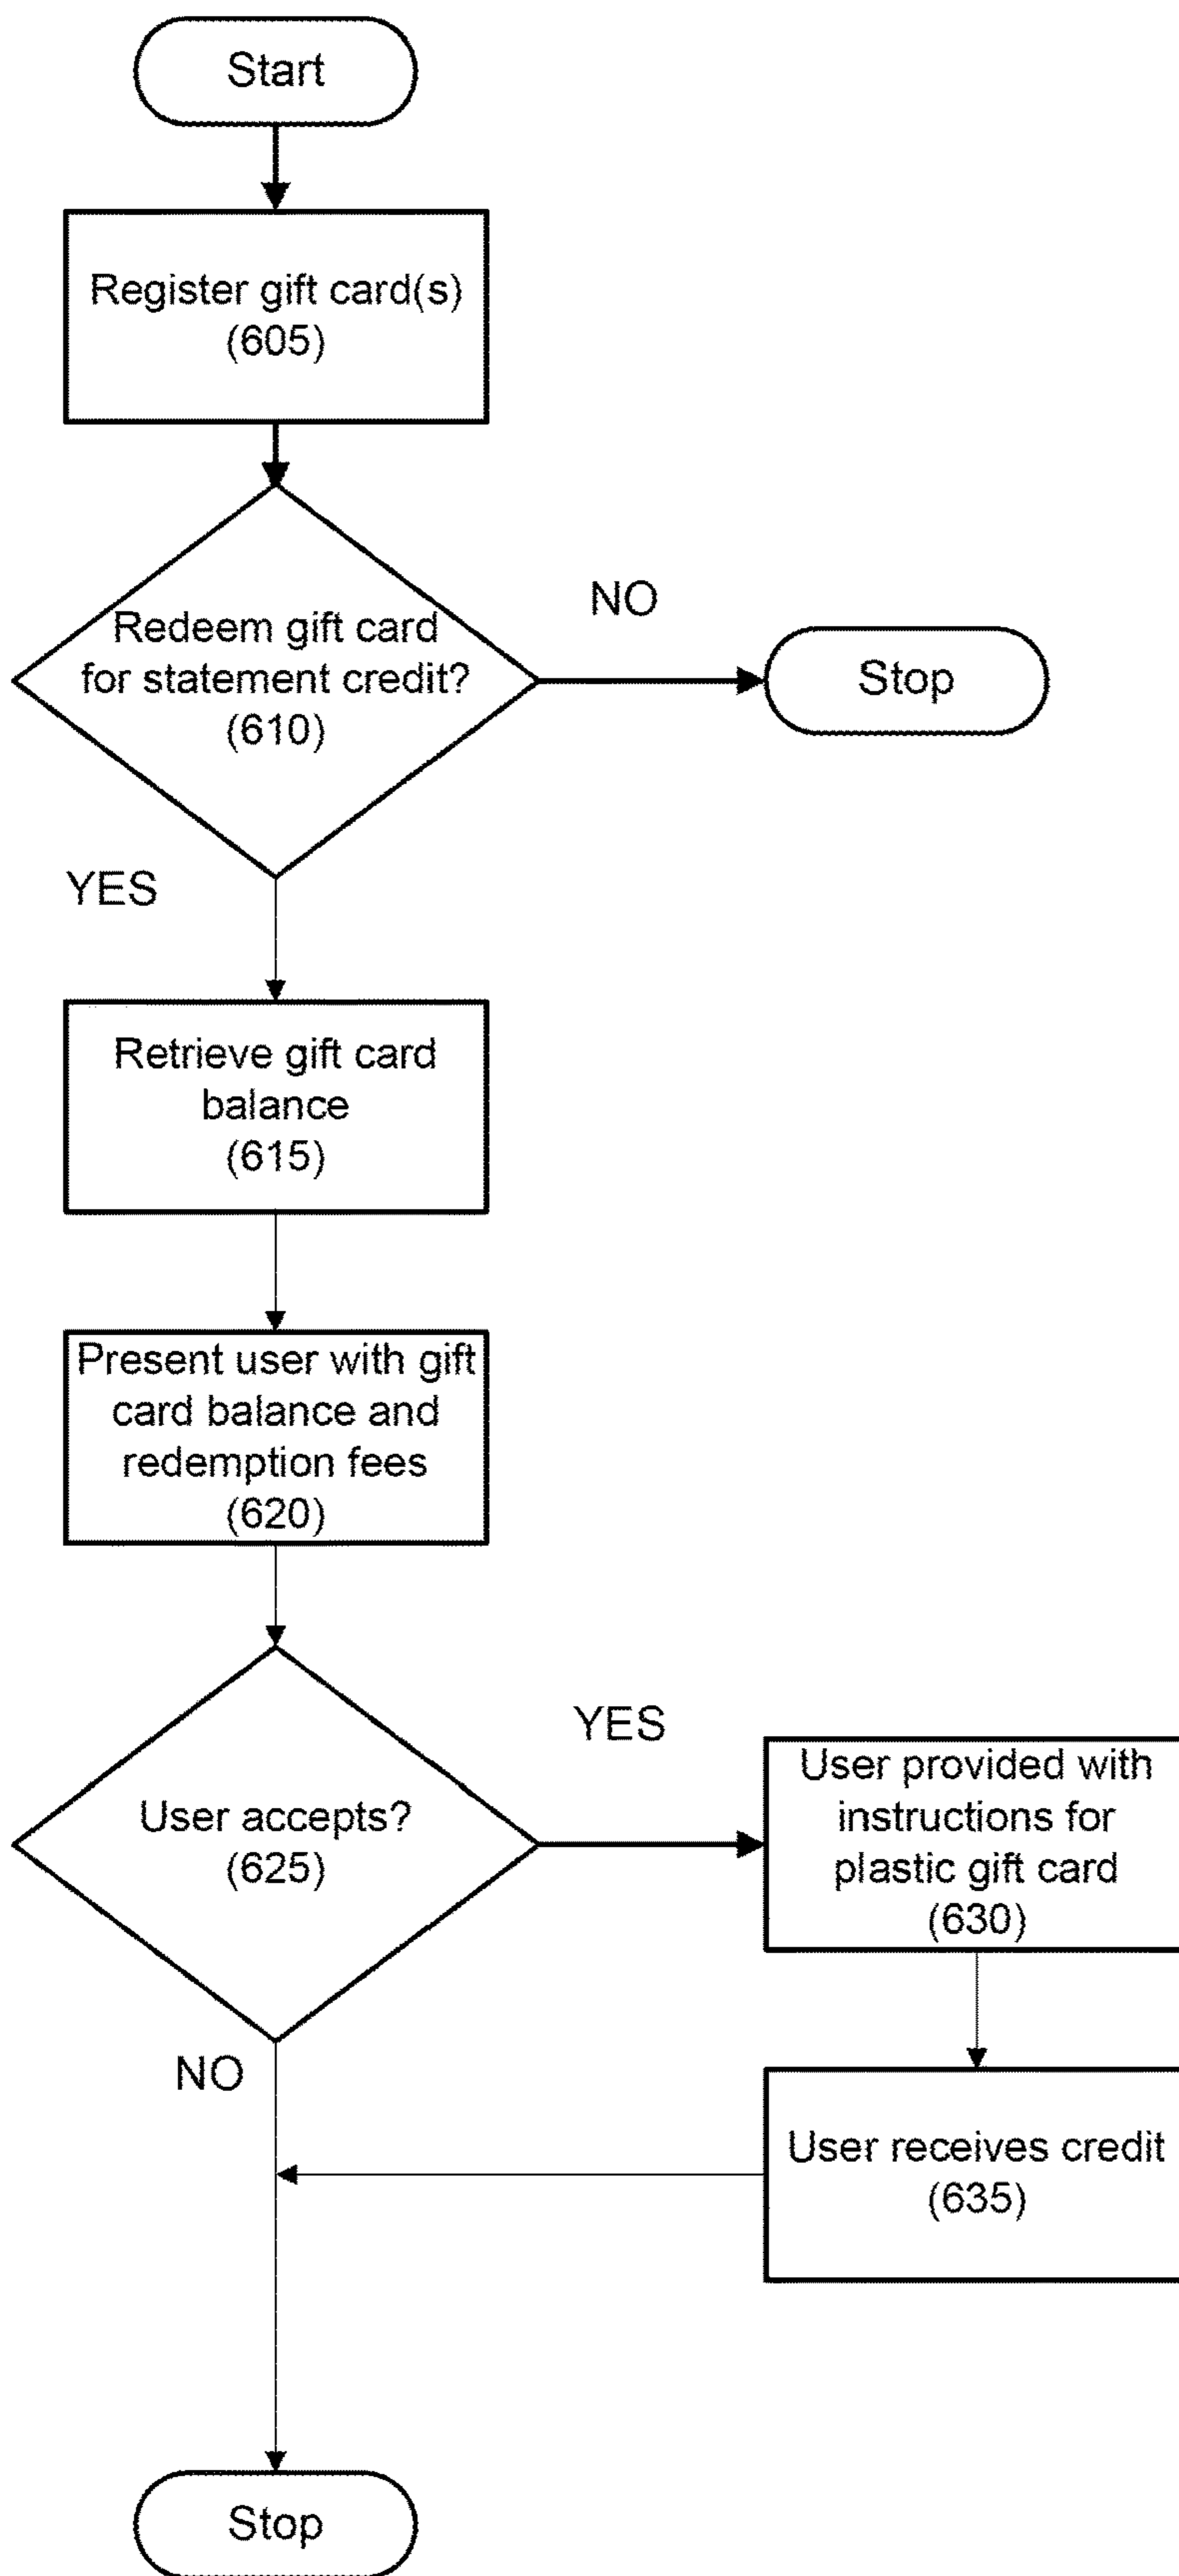 Start
Register gift card(s)
(605)
Redeem gift card
for statement credit?
(610)
NO
Stop
YES
Retrieve gift card
balance
(615)
Present user with gift
card balance and
redemption fees
(620)
User accepts?
(625)
YES
User provided with
instructions for
plastic gift card
(630)
NO
User receives credit
(635)
Stop